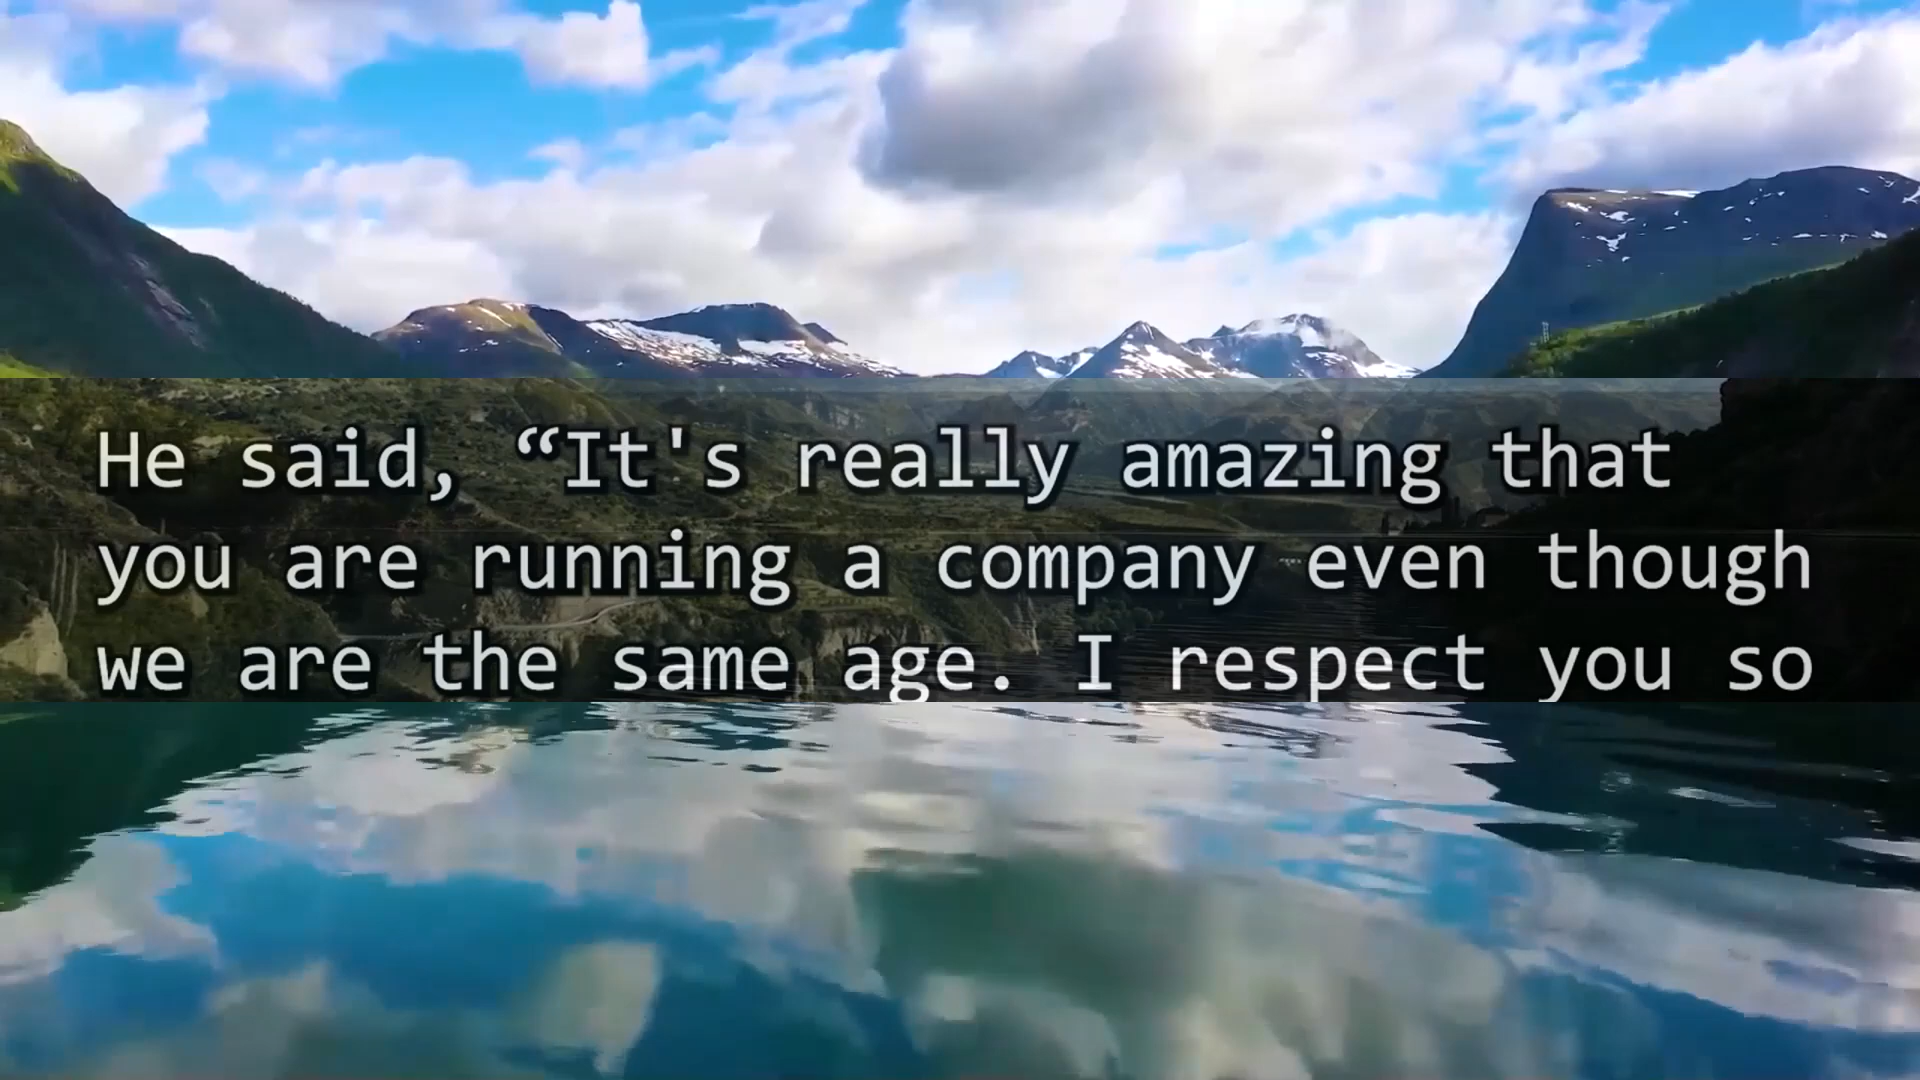 He said, “It's really amazing that
you are running a company even though
we are the same age. I respect you so